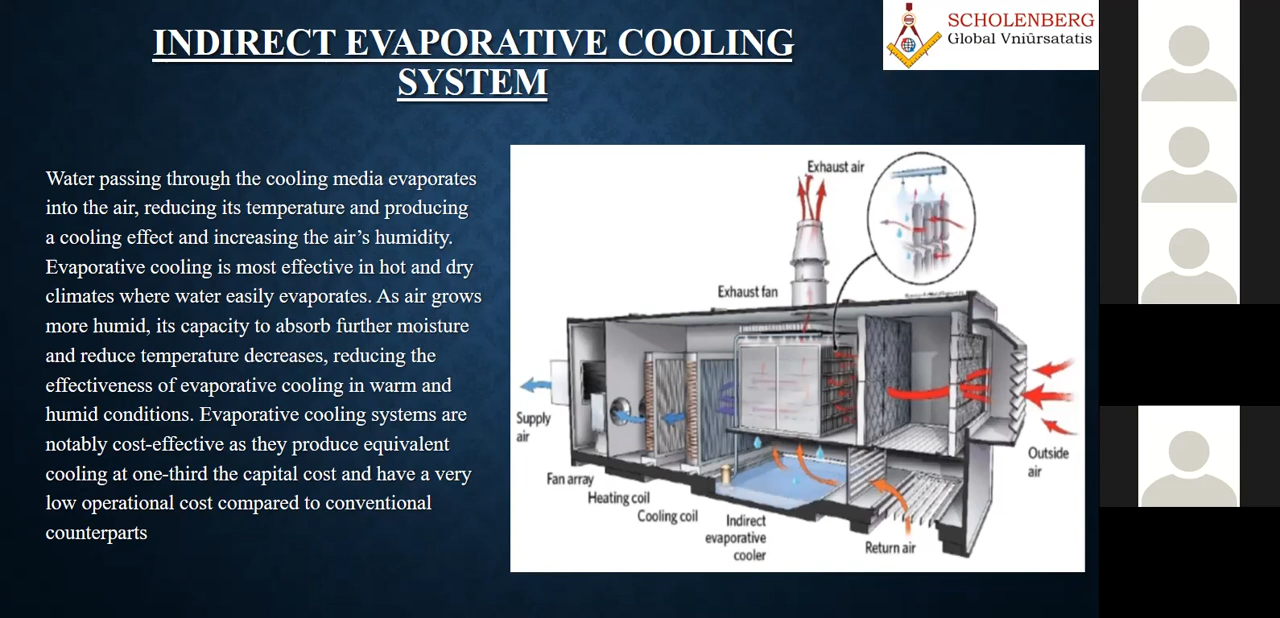 INDIRECT EVAPORATIVE COOLING
SYSTEM
SCHOLENBERG
Global Vniürsatatis
Water passing through the cooling media evaporates
into the air, reducing its temperature and producing
a cooling effect and increasing the air’s humidity.
Evaporative cooling is most effective in hot and dry
climates where water easily evaporates. As air grows
more humid, its capacity to absorb further moisture
and reduce temperature decreases, reducing the
effectiveness of evaporative cooling in warm and
humid conditions. Evaporative cooling systems are
notably cost-effective as they produce equivalent
cooling at one-third the capital cost and have a very
low operational cost compared to conventional
counterparts
Exhaust air
Exhaust fan
Supply
air
Fan array
Heating coil
Cooling coil
Indirect
evaporative
cooler
Return air
Outside
air